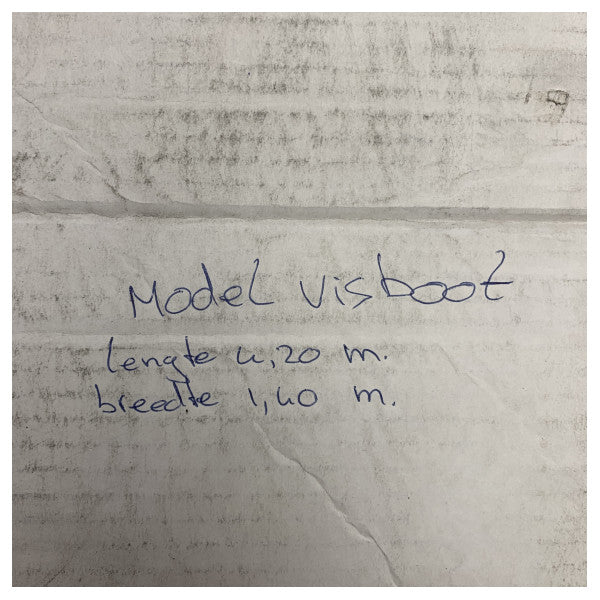 Model visboot
lengte 4,20 m.
breedte 1,40 m.